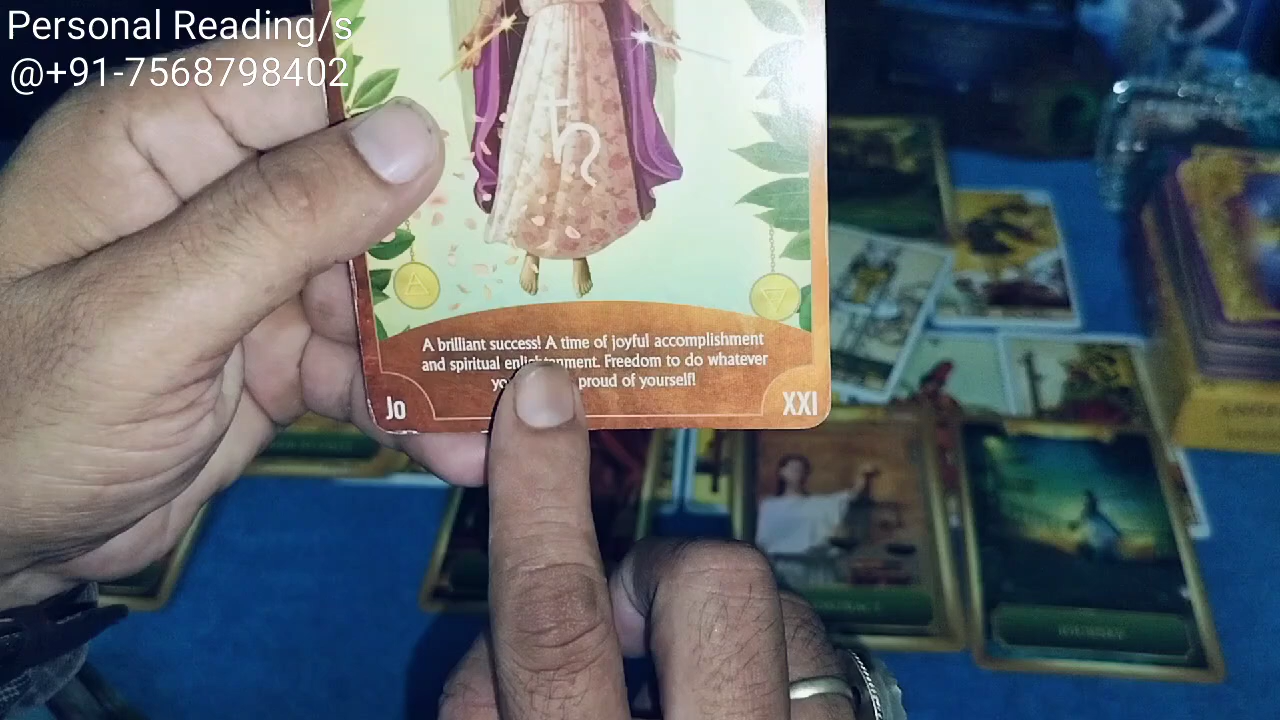 Personal Reading/s
@+91-7568798402
A brilliant success! A time of joyful accomplishment
and spiritual enlightenment. Freedom to do whatever
proud of yourself!
Jo
XXI